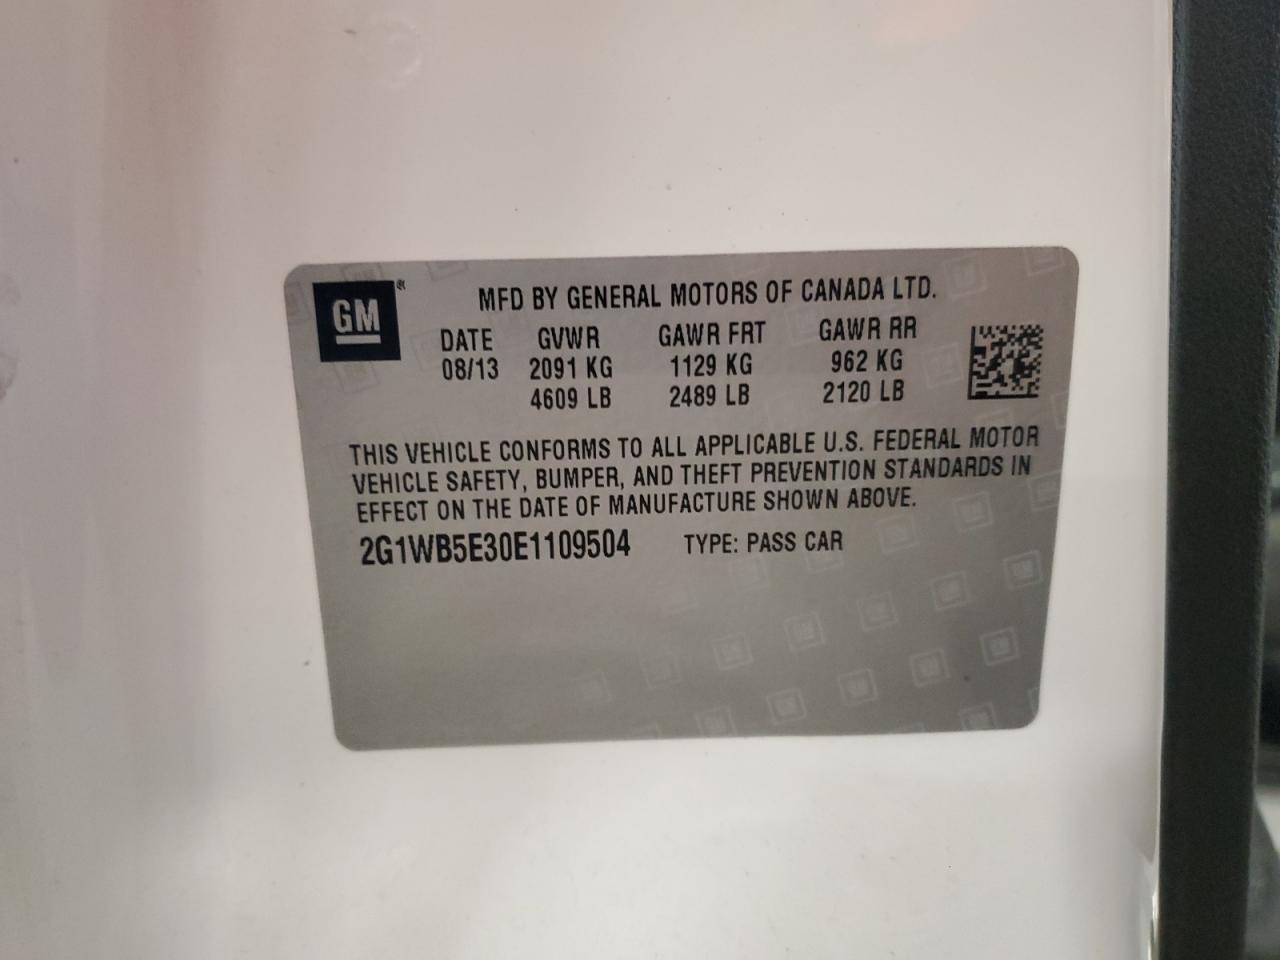 GM
MFD BY GENERAL MOTORS OF CANADA LTD.
DATE GVWR GAWR FRT GAWR RR
08/13 2091 KG 1129 KG 962 KG
4609 LB 2489 LB 2120 LB
THIS VEHICLE CONFORMS TO ALL APPLICABLE U.S. FEDERAL MOTOR
VEHICLE SAFETY, BUMPER, AND THEFT PREVENTION STANDARDS IN
EFFECT ON THE DATE OF MANUFACTURE SHOWN ABOVE.
2G1WB5E30E1109504 TYPE: PASS CAR